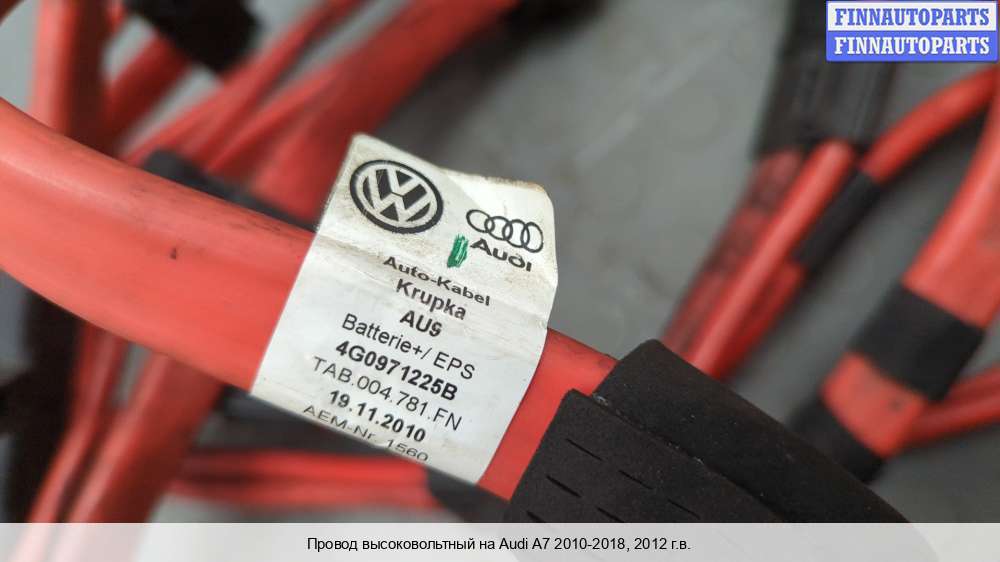 FINNAUTOPARTS
FINNAUTOPARTS
Audi
Auto-Kabel
Krupka
AU9
Batterie+/ EPS
4G0971225B
TAB.004.781.FN
19.11.2010
AEM-Nr. 1560
Провод высоковольтный на Audi A7 2010-2018, 2012 г.в.